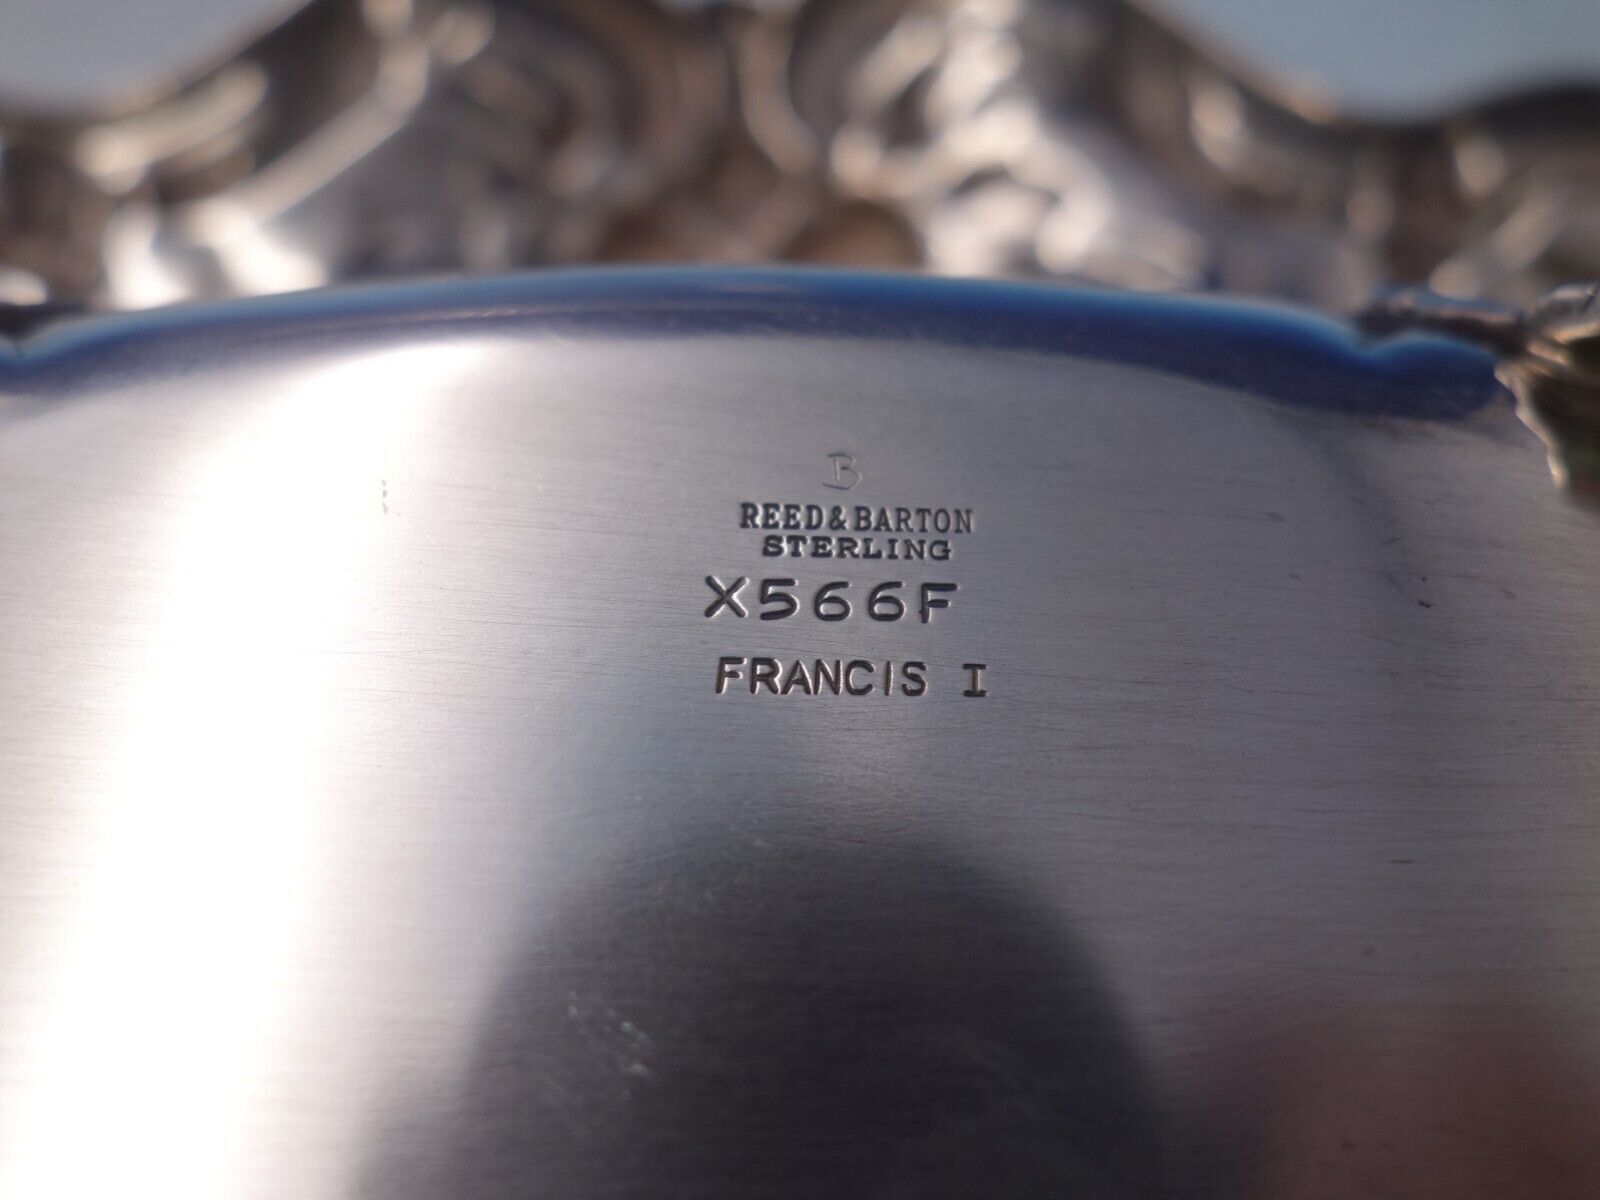 B
REED&BARTON
STERLING
X566F
FRANCIS I